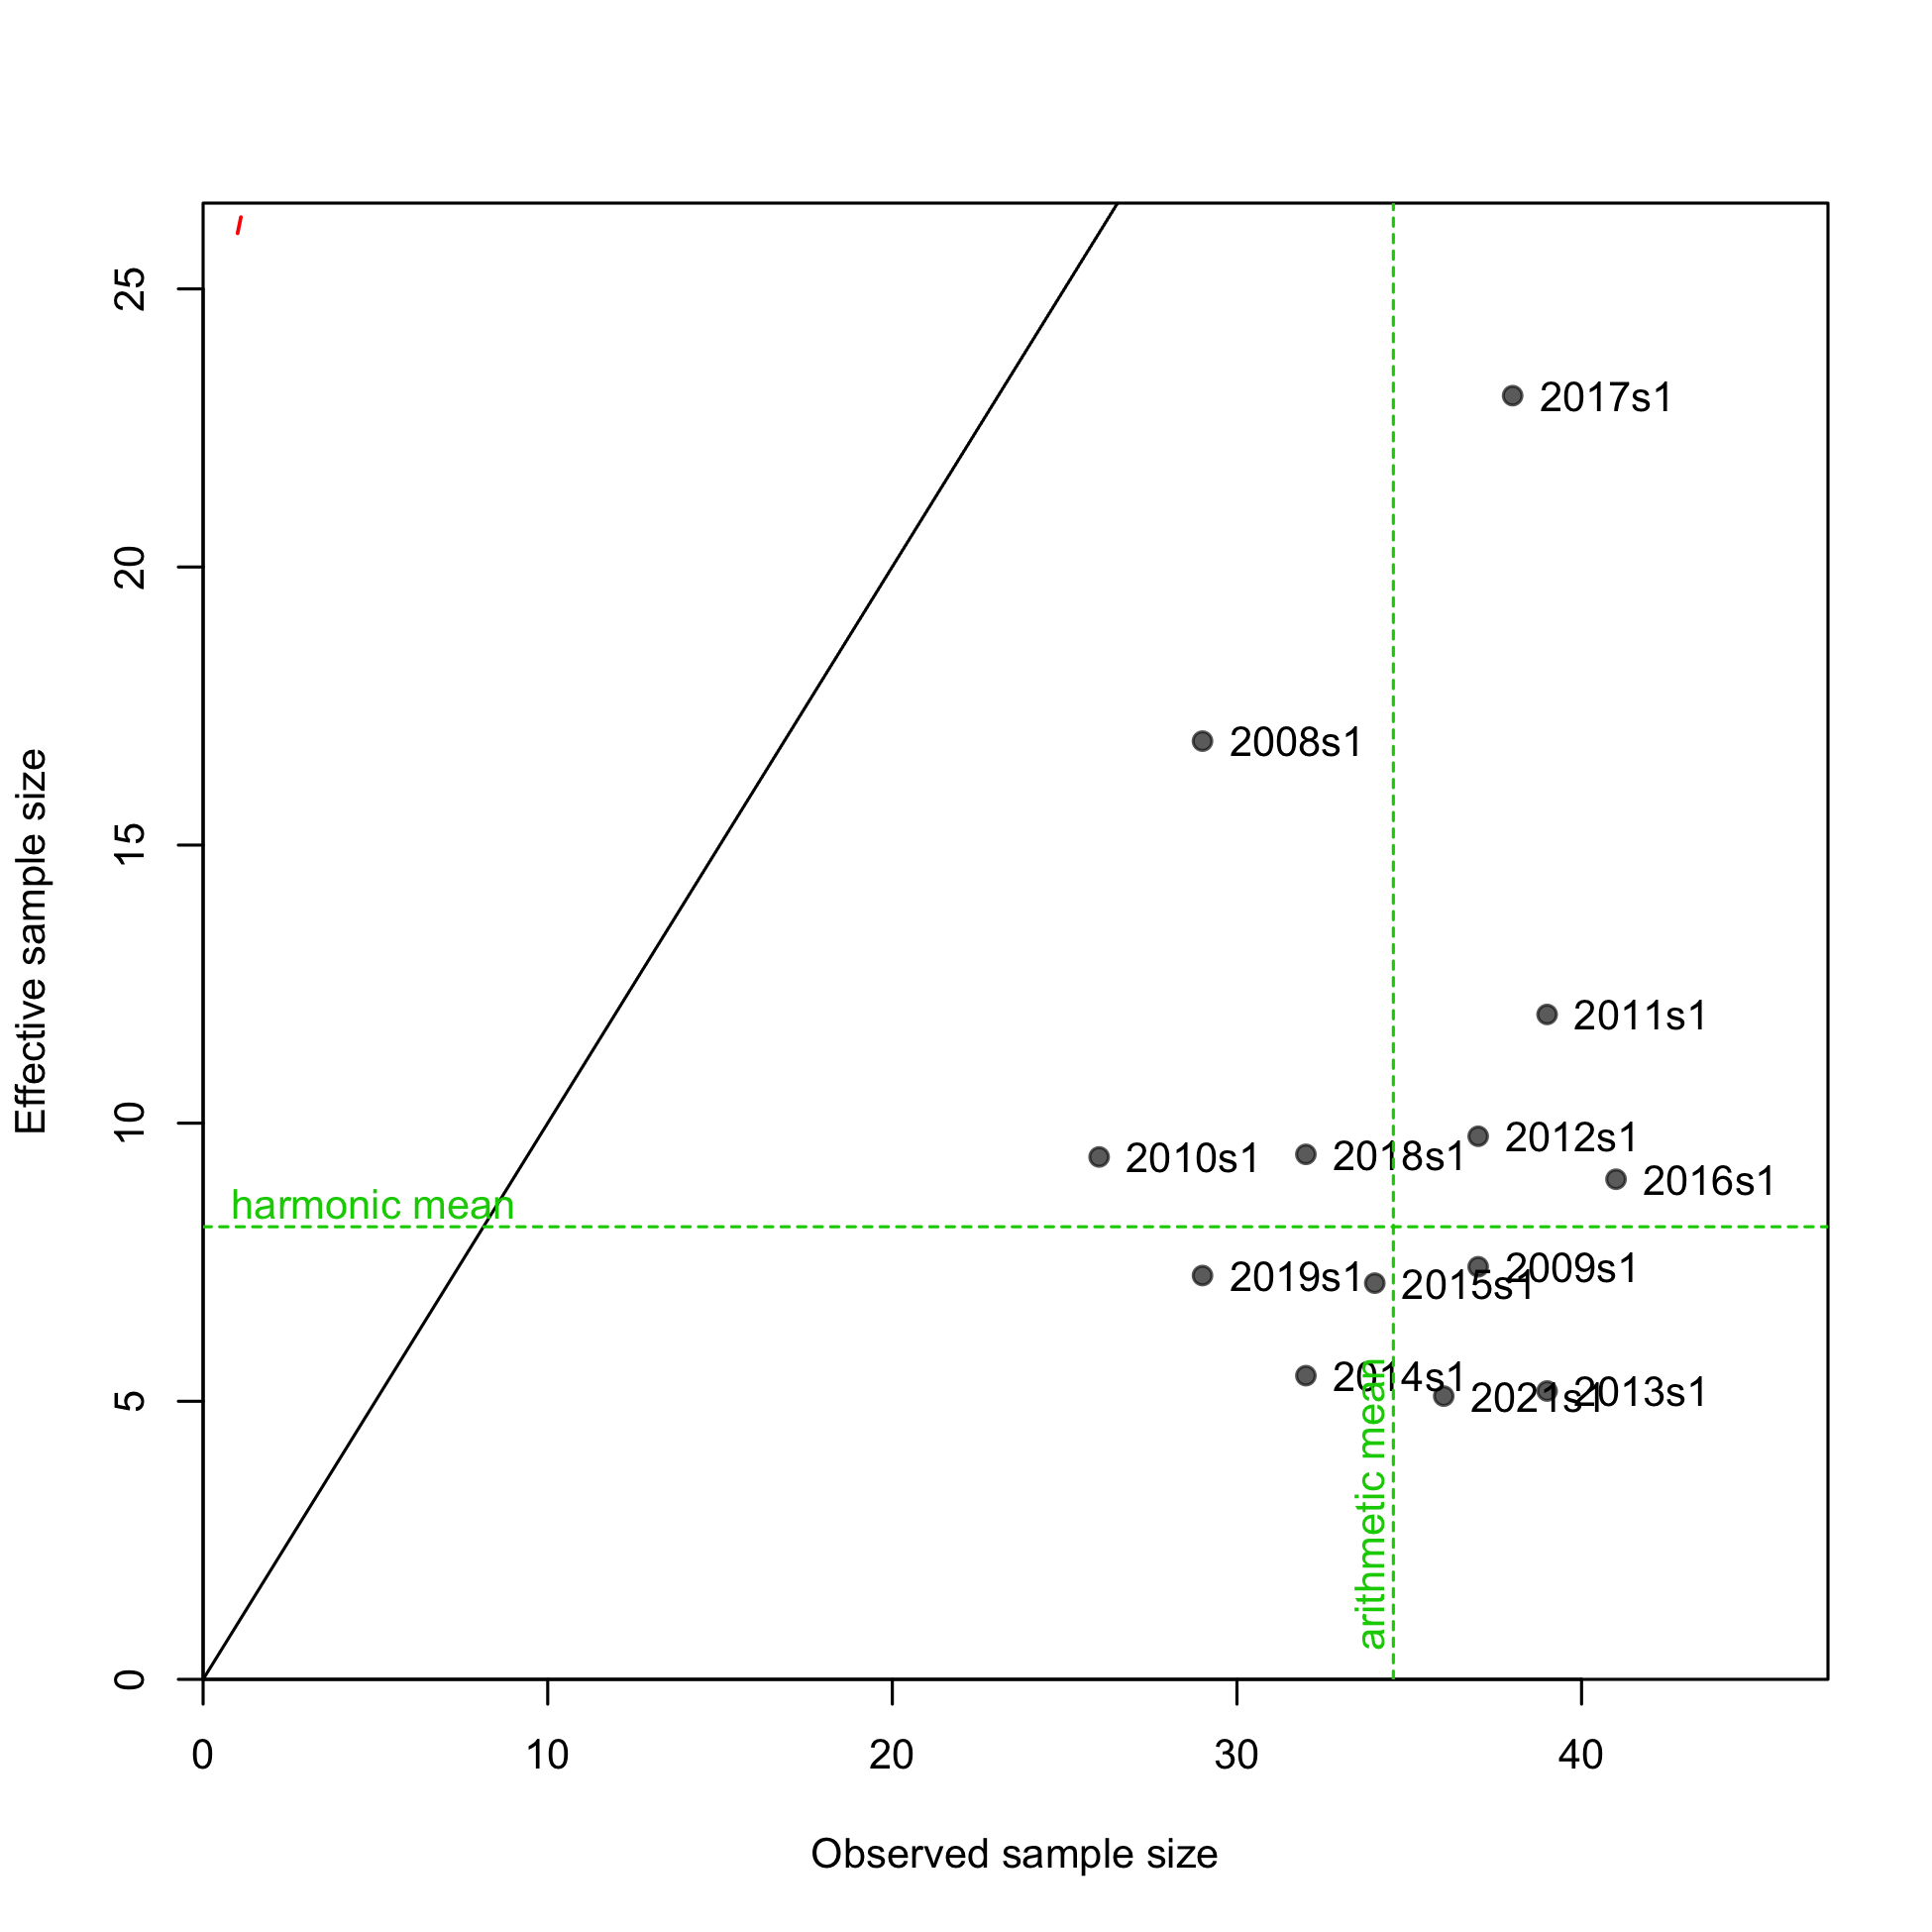 25
20
15
10
5
0
Effective sample size
2017s1
2008s1
2011s1
2012s1
2010s1
2018s1
2016s1
harmonic mean
2009s1
2019s1
2015s1
2014s1
2013s1
2021s1
arithmetic mean
0 10 20 30 40
Observed sample size